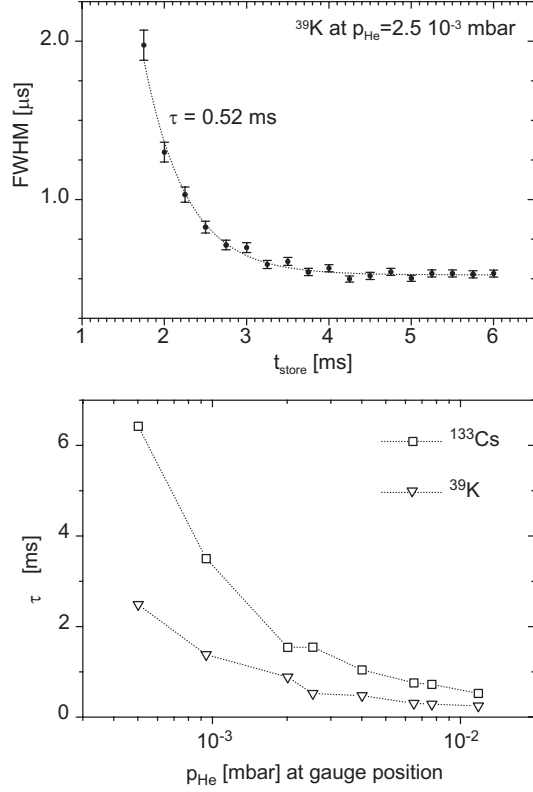 ³⁹K at p_He=2.5 10⁻³ mbar
2.0
τ = 0.52 ms
FWHM [µs]
1.0
1 2 3 4 5 6
t_store [ms]
6
¹³³Cs
³⁹K
4
τ [ms]
2
0
10⁻³ 10⁻²
p_He [mbar] at gauge position